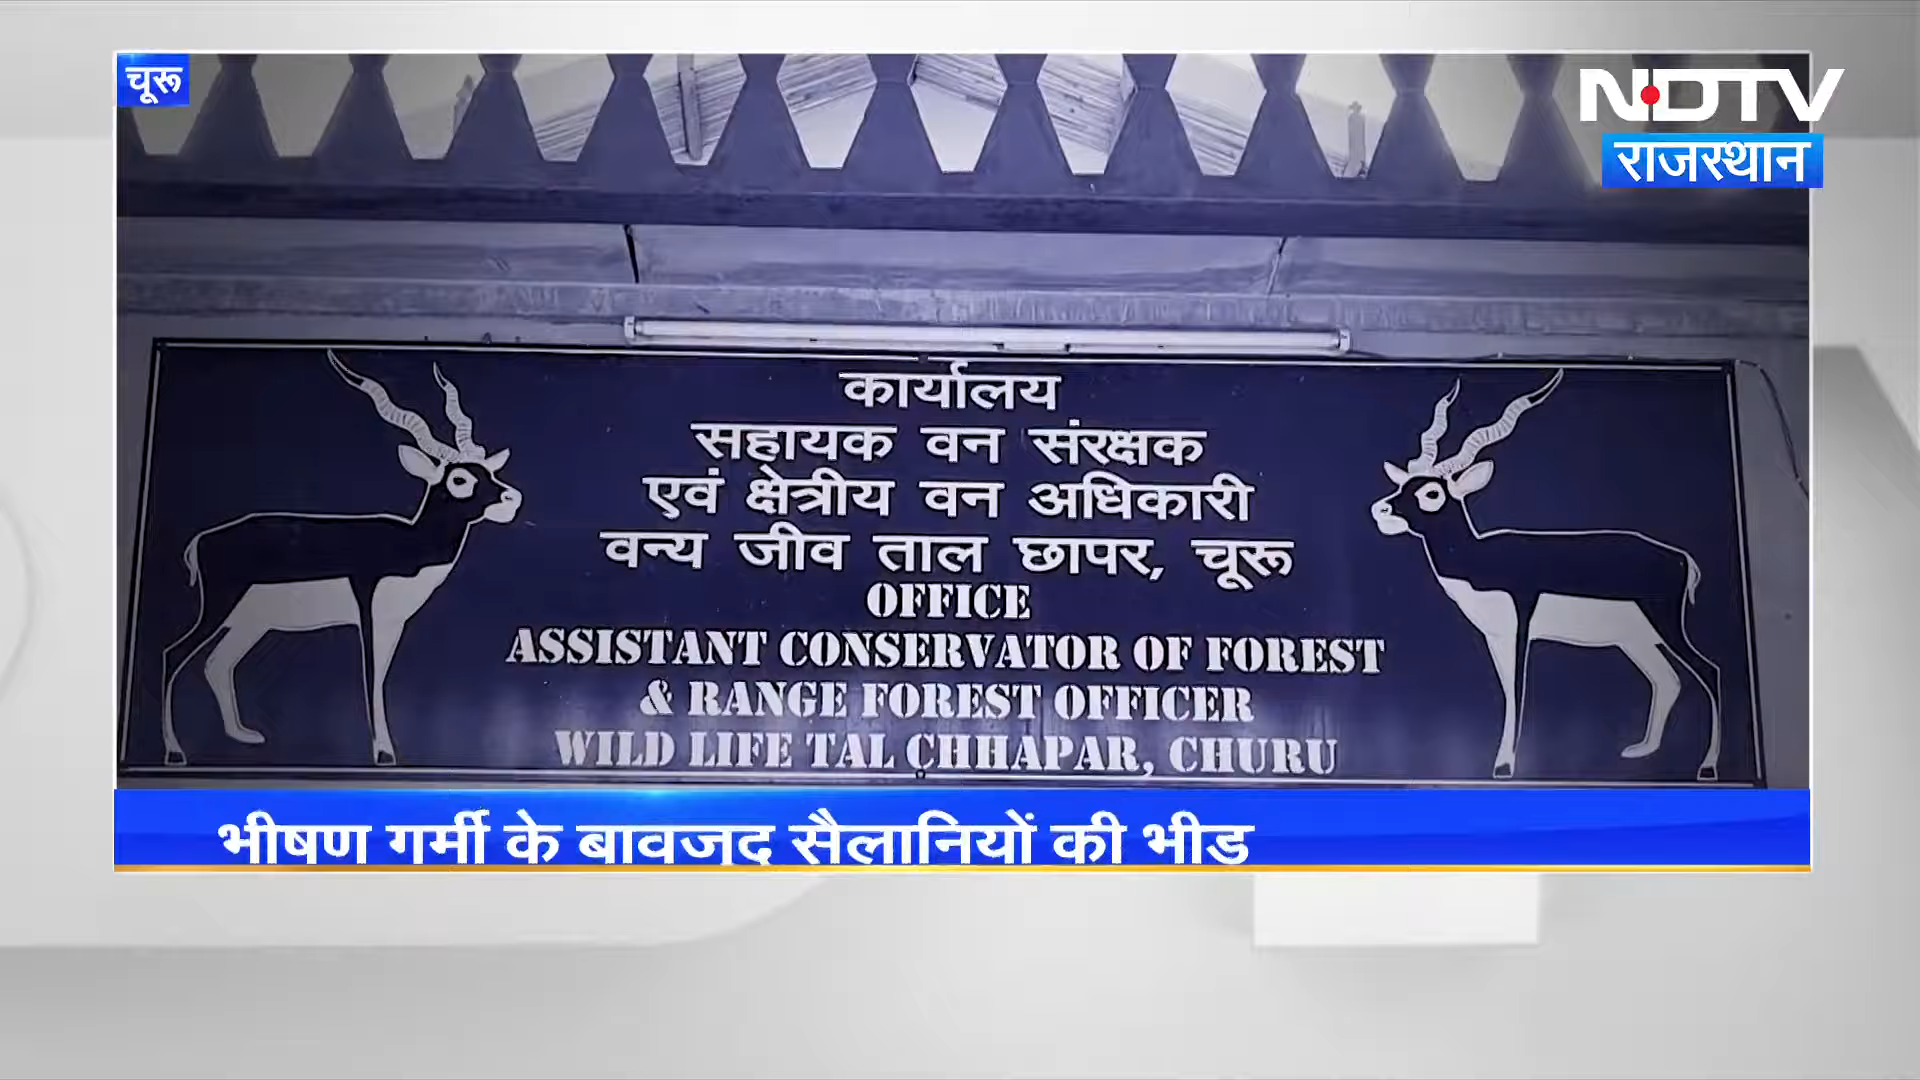 चूरू
NDTV
राजस्थान
कार्यालय
सहायक वन संरक्षक
एवं क्षेत्रीय वन अधिकारी
वन्य जीव ताल छापर, चूरू
OFFICE
ASSISTANT CONSERVATOR OF FOREST
& RANGE FOREST OFFICER
WILD LIFE TAL CHHAPAR, CHURU
भीषण गर्मी के बावजूद सैलानियों की भीड़